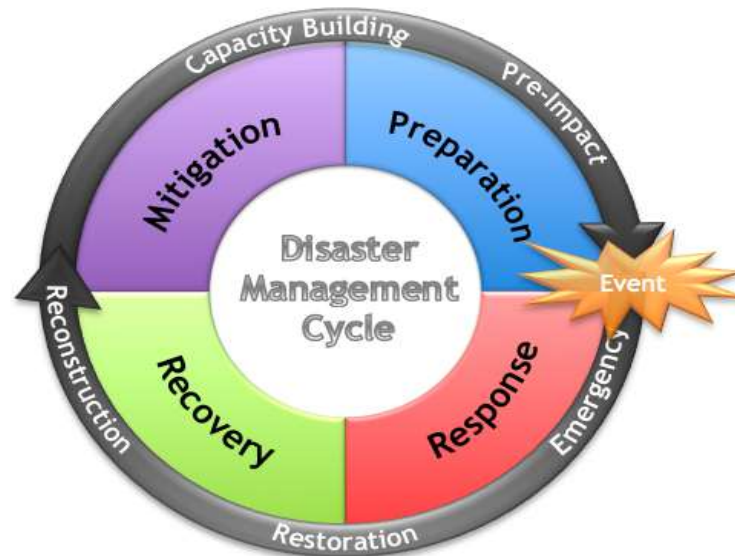 Capacity Building
Pre-Impact
Mitigation
Preparation
Disaster
Management
Cycle
Event
Reconstruction
Recovery
Response
Emergency
Restoration